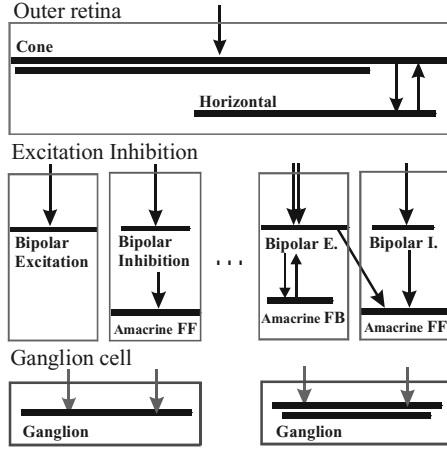 Outer retina
Cone
Horizontal
Excitation Inhibition
Bipolar
Excitation
Bipolar
Inhibition
Amacrine FF
...
Bipolar E.
Amacrine FB
Bipolar I.
Amacrine FF
Ganglion cell
Ganglion
Ganglion